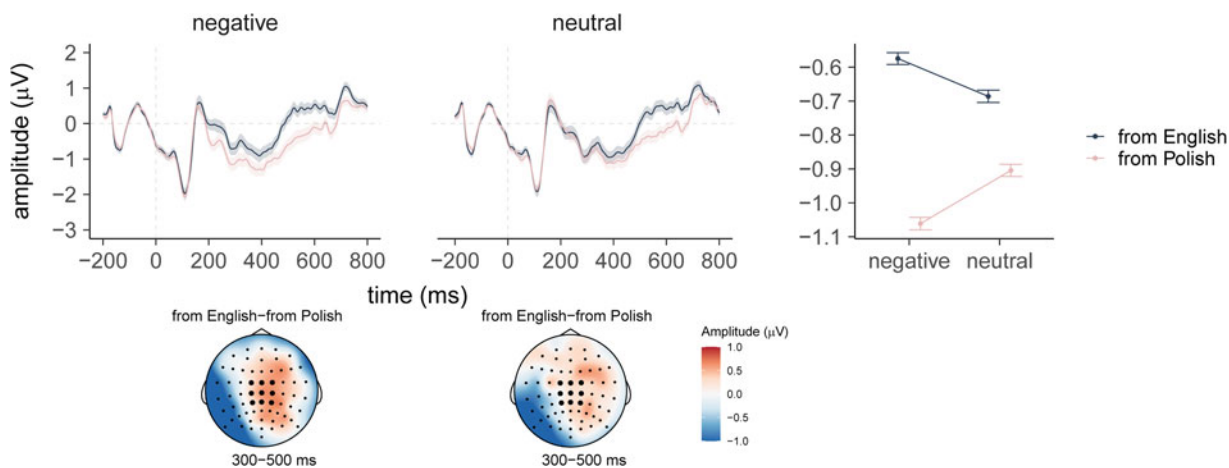 negative
neutral
amplitude (µV)
2
1
0
−1
−2
−3
−200 0 200 400 600 800
−200 0 200 400 600 800
time (ms)
−0.6
−0.7
−0.8
−0.9
−1.0
−1.1
negative neutral
from English
from Polish
from English−from Polish
300−500 ms
from English−from Polish
300−500 ms
Amplitude (µV)
1.0
0.5
0.0
−0.5
−1.0